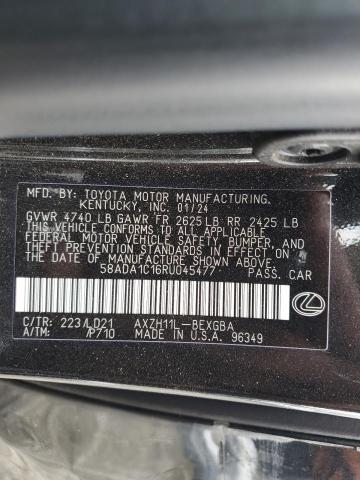 MFD. BY: TOYOTA MOTOR MANUFACTURING,
KENTUCKY, INC. 01/24
GVWR 4740 LB GAWR FR 2625 LB RR 2425 LB
THIS VEHICLE CONFORMS TO ALL APPLICABLE
FEDERAL MOTOR VEHICLE SAFETY, BUMPER, AND
THEFT PREVENTION STANDARDS IN EFFECT ON
THE DATE OF MANUFACTURE SHOWN ABOVE.
58ADA1C16RU045477 PASS. CAR
C/TR: 223/LD21 AXZH11L-BEXGBA
A/TM: /P710 MADE IN U.S.A. 96349